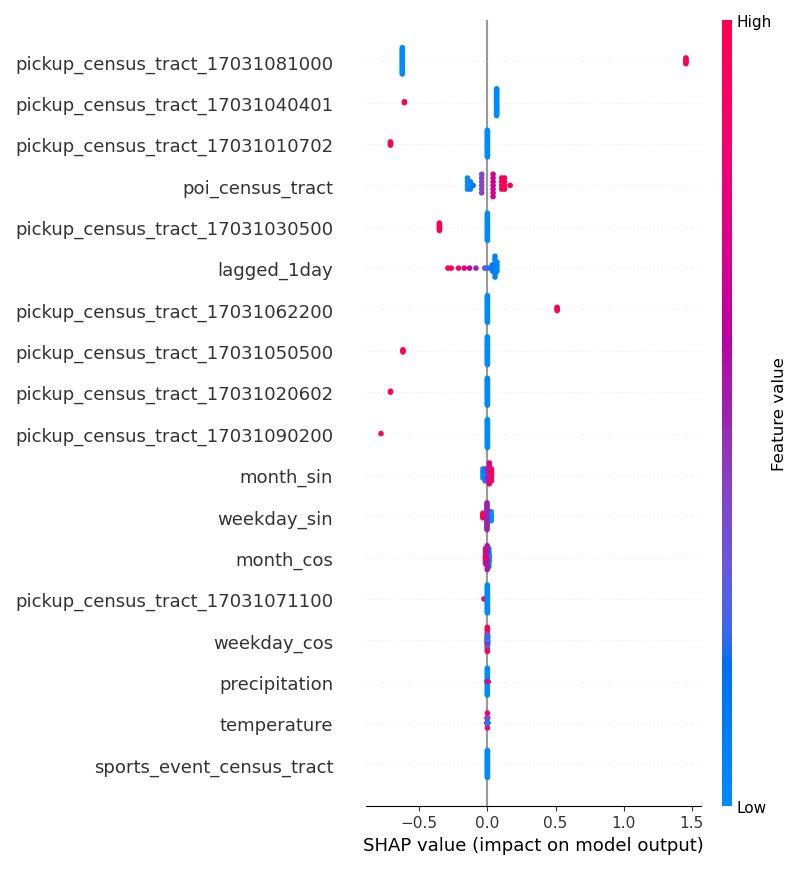 High
pickup_census_tract_17031081000
pickup_census_tract_17031040401
pickup_census_tract_17031010702
poi_census_tract
pickup_census_tract_17031030500
lagged_1day
pickup_census_tract_17031062200
pickup_census_tract_17031050500
pickup_census_tract_17031020602
pickup_census_tract_17031090200
month_sin
weekday_sin
month_cos
pickup_census_tract_17031071100
weekday_cos
precipitation
temperature
sports_event_census_tract
Feature value
Low
−0.5 0.0 0.5 1.0 1.5
SHAP value (impact on model output)